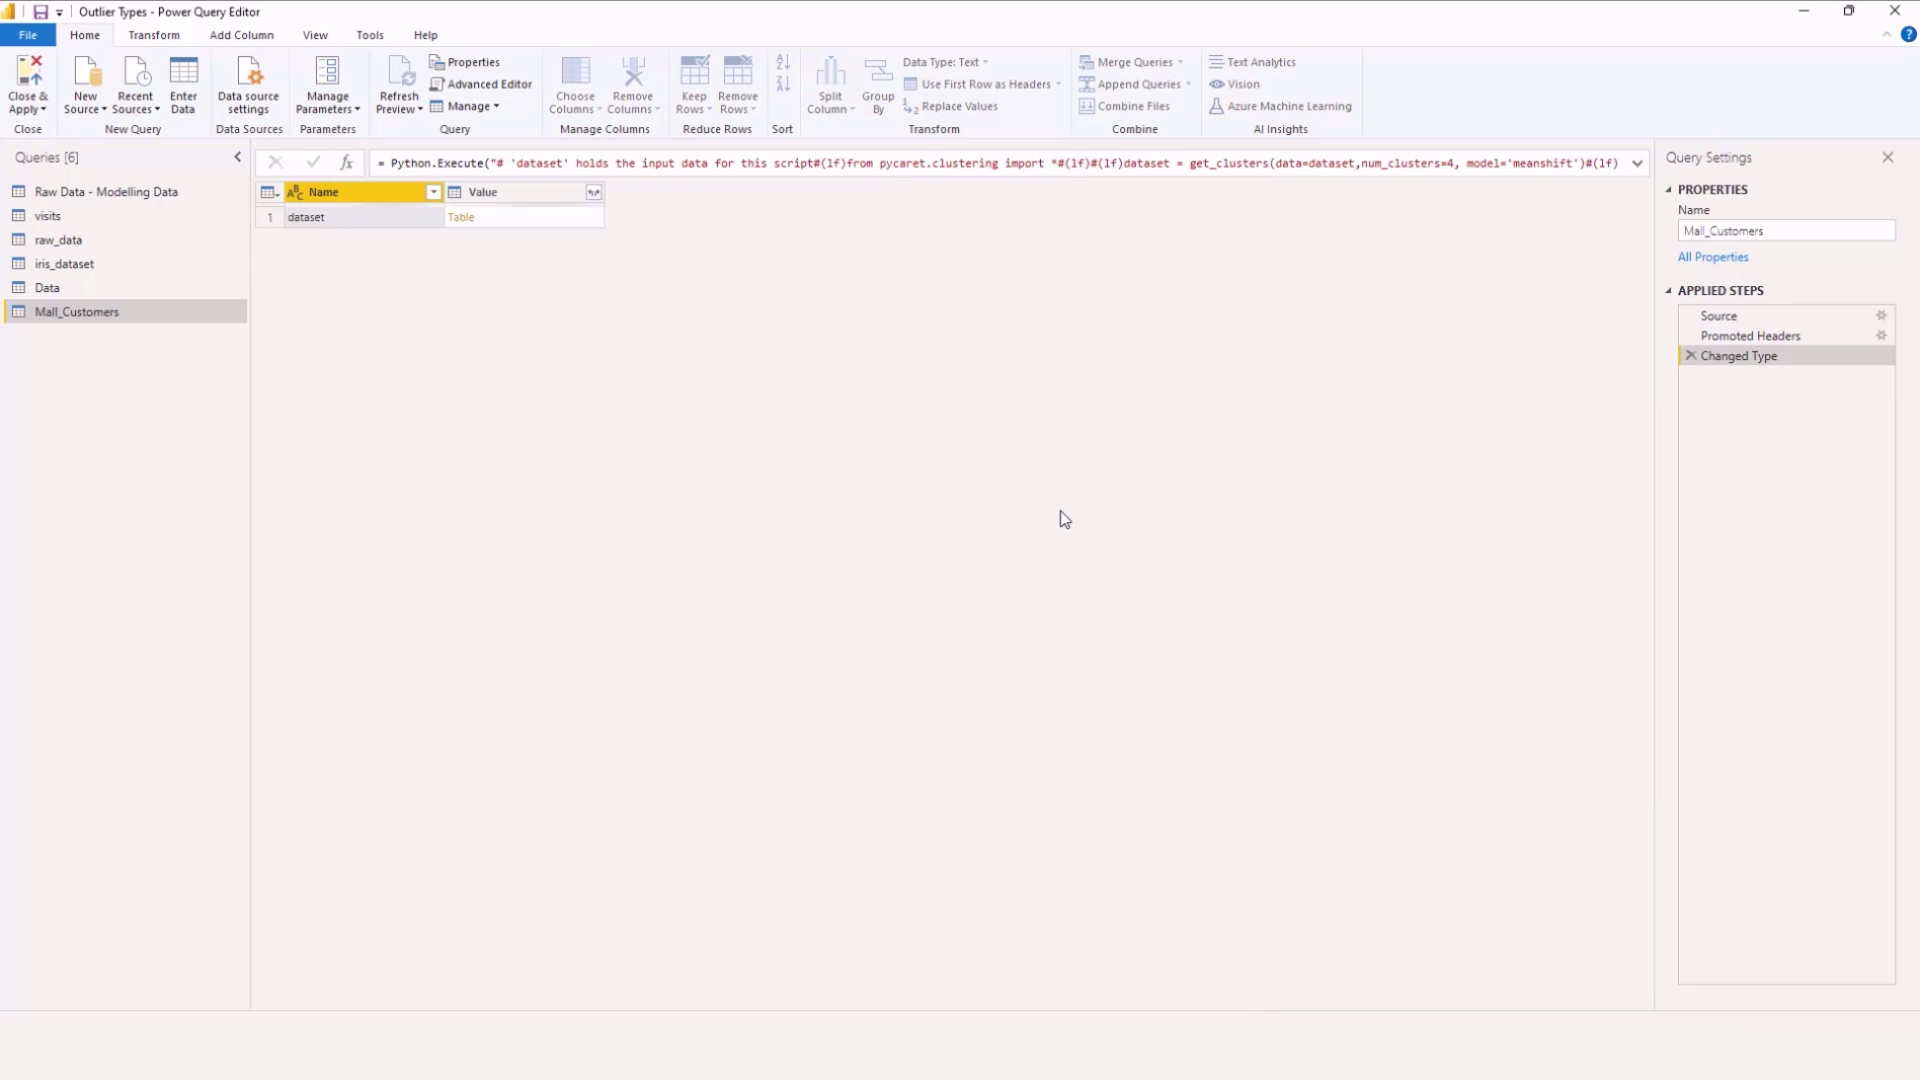 Outlier Types - Power Query Editor
File Home Transform Add Column View Tools Help
Close & Apply
Close
New Source
Recent Sources
Enter Data
New Query
Data source settings
Data Sources
Manage Parameters
Parameters
Refresh Preview
Properties
Advanced Editor
Manage
Query
Choose Columns
Remove Columns
Manage Columns
Keep Rows
Remove Rows
Reduce Rows
Sort
Split Column
Group By
Data Type: Text
Use First Row as Headers
Replace Values
Transform
Merge Queries
Append Queries
Combine Files
Combine
Text Analytics
Vision
Azure Machine Learning
AI Insights
Queries [6]
Raw Data - Modelling Data
visits
raw_data
iris_dataset
Data
Mall_Customers
fx
= Python.Execute("# 'dataset' holds the input data for this script#(lf)from pycaret.clustering import *#(lf)#(lf)dataset = get_clusters(data=dataset,num_clusters=4, model='meanshift')#(lf)
Name Value
1 dataset Table
Query Settings
PROPERTIES
Name
Mall_Customers
All Properties
APPLIED STEPS
Source
Promoted Headers
Changed Type